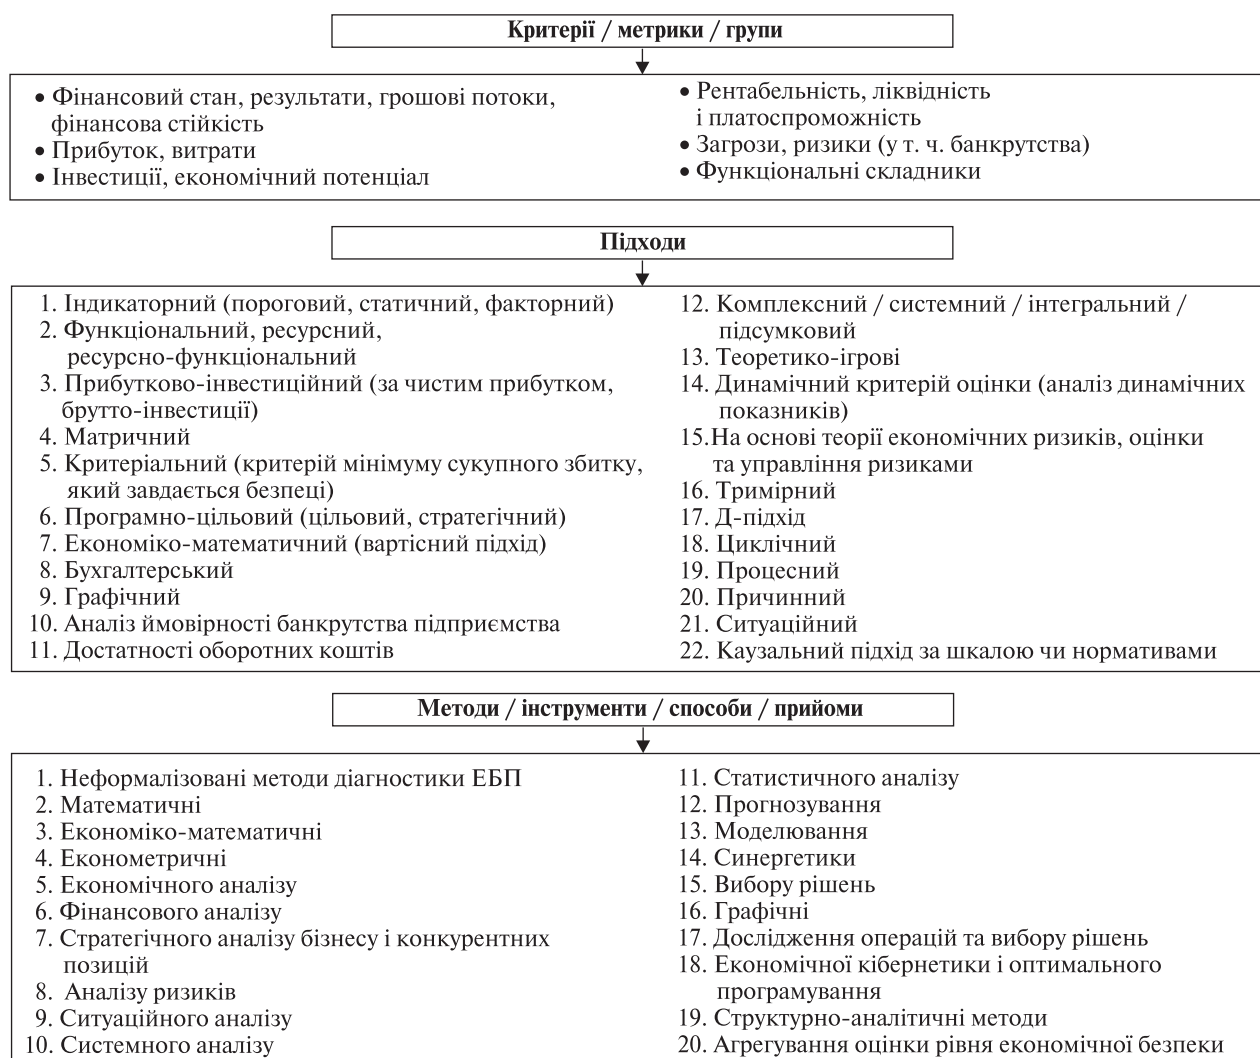 Критерії / метрики / групи
• Фінансовий стан, результати, грошові потоки,
фінансова стійкість
• Прибуток, витрати
• Інвестиції, економічний потенціал
• Рентабельність, ліквідність
і платоспроможність
• Загрози, ризики (у т. ч. банкрутства)
• Функціональні складники
Підходи
1. Індикаторний (пороговий, статичний, факторний)
2. Функціональний, ресурсний,
ресурсно-функціональний
3. Прибутково-інвестиційний (за чистим прибутком,
брутто-інвестиції)
4. Матричний
5. Критеріальний (критерій мінімуму сукупного збитку,
який завдається безпеці)
6. Програмно-цільовий (цільовий, стратегічний)
7. Економіко-математичний (вартісний підхід)
8. Бухгалтерський
9. Графічний
10. Аналіз ймовірності банкрутства підприємства
11. Достатності оборотних коштів
12. Комплексний / системний / інтегральний /
підсумковий
13. Теоретико-ігрові
14. Динамічний критерій оцінки (аналіз динамічних
показників)
15.На основі теорії економічних ризиків, оцінки
та управління ризиками
16. Тримірний
17. Д-підхід
18. Циклічний
19. Процесний
20. Причинний
21. Ситуаційний
22. Каузальний підхід за шкалою чи нормативами
Методи / інструменти / способи / прийоми
1. Неформалізовані методи діагностики ЕБП
2. Математичні
3. Економіко-математичні
4. Економетричні
5. Економічного аналізу
6. Фінансового аналізу
7. Стратегічного аналізу бізнесу і конкурентних
позицій
8. Аналізу ризиків
9. Ситуаційного аналізу
10. Системного аналізу
11. Статистичного аналізу
12. Прогнозування
13. Моделювання
14. Синергетики
15. Вибору рішень
16. Графічні
17. Дослідження операцій та вибору рішень
18. Економічної кібернетики і оптимального
програмування
19. Структурно-аналітичні методи
20. Агрегування оцінки рівня економічної безпеки